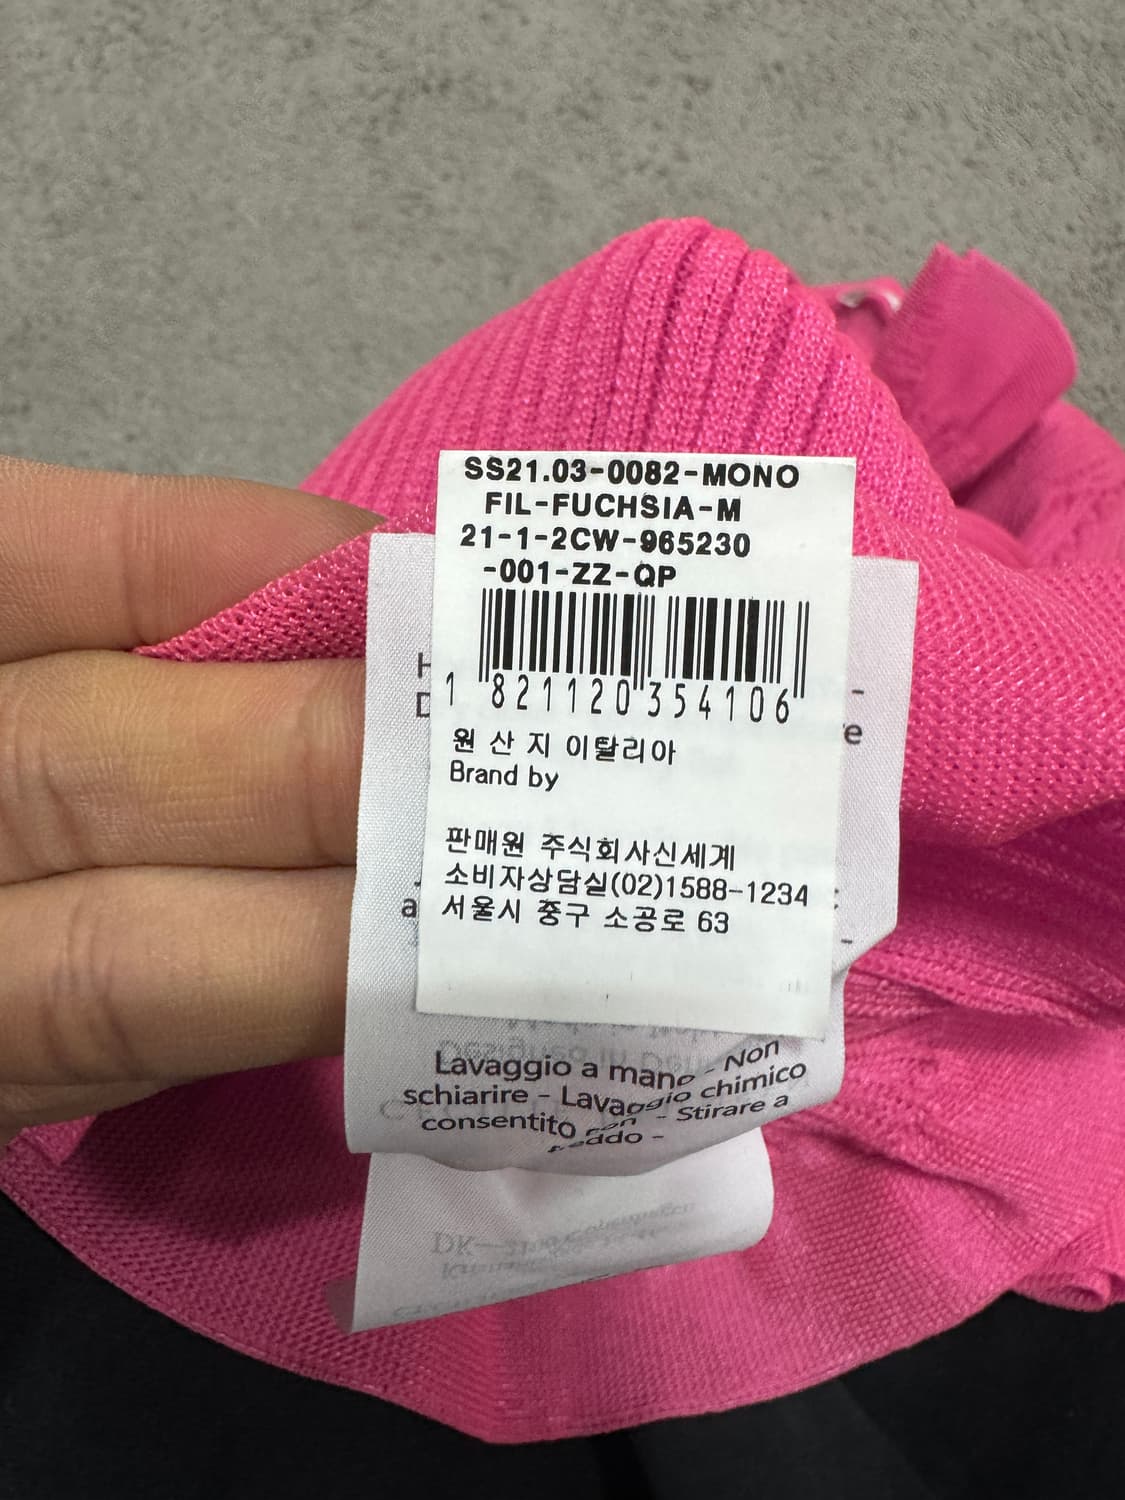 SS21.03-0082-MONO
FIL-FUCHSIA-M
21-1-2CW-965230
-001-ZZ-QP
1 821120 354106
원 산 지 이탈리아
Brand by
판매원 주식회사신세계
소비자상담실(02)1588-1234
서울시 중구 소공로 63
Lavaggio a mano - Non
schiarire - Lavaggio chimico
consentito non - Stirare a
freddo -